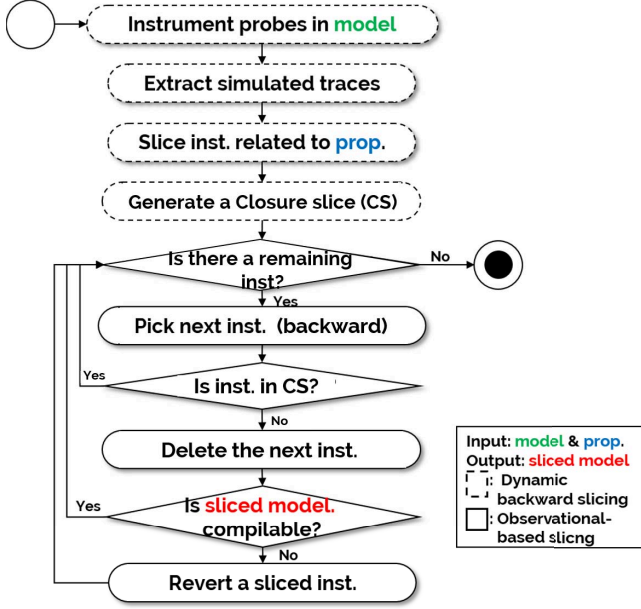 Instrument probes in model
Extract simulated traces
Slice inst. related to prop.
Generate a Closure slice (CS)
Is there a remaining
inst?
No
Yes
Pick next inst. (backward)
Yes
Is inst. in CS?
No
Delete the next inst.
Yes
Is sliced model.
compilable?
No
Revert a sliced inst.
Input: model & prop.
Output: sliced model
: Dynamic
backward slicing
: Observational-
based slicng